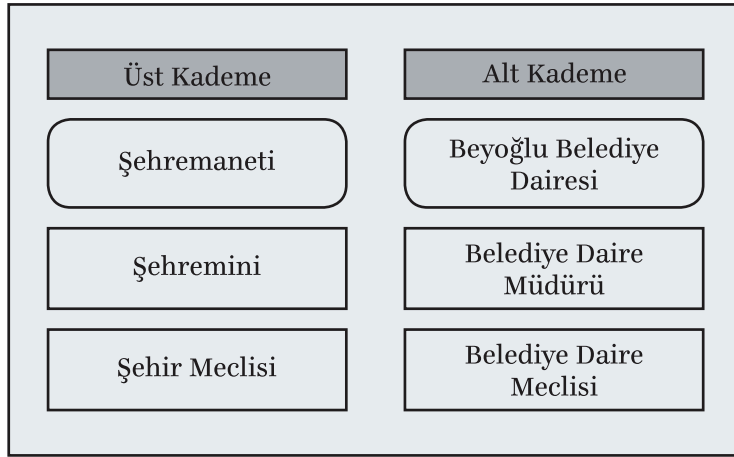 Üst Kademe
Alt Kademe
Şehremaneti
Beyoğlu Belediye
Dairesi
Şehremini
Belediye Daire
Müdürü
Şehir Meclisi
Belediye Daire
Meclisi